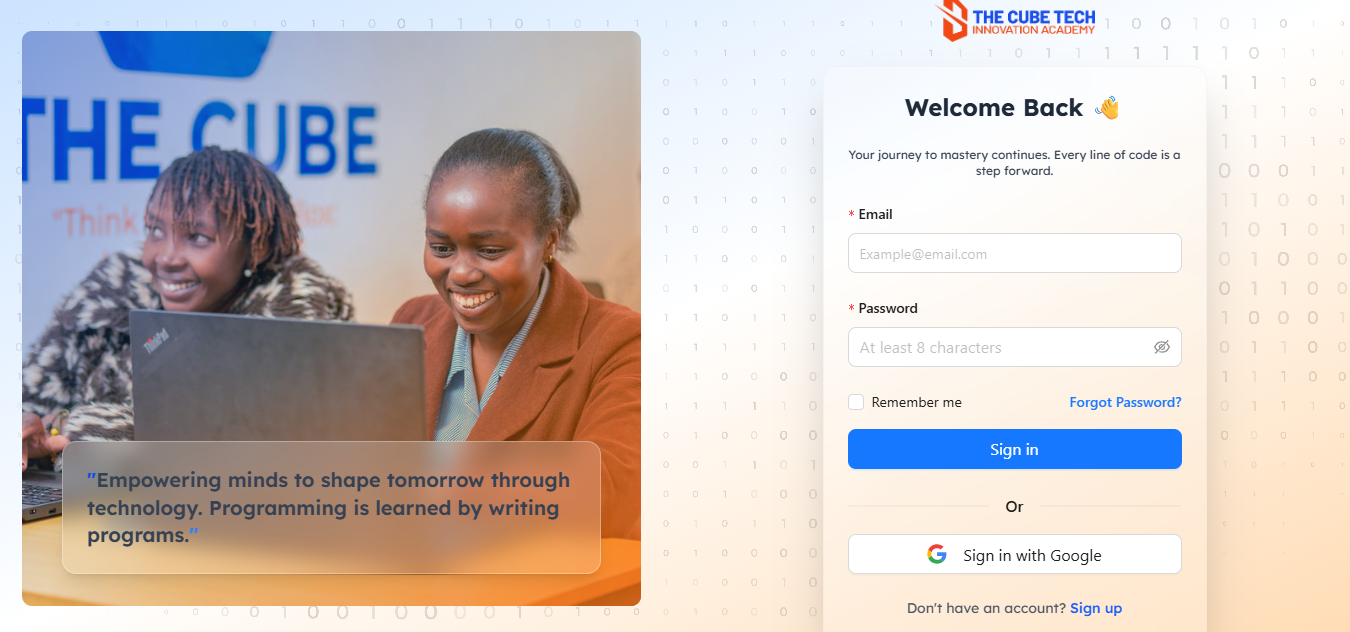 THE CUBE TECH
INNOVATION ACADEMY
THE CUBE
"Think
ThinkPad
"Empowering minds to shape tomorrow through
technology. Programming is learned by writing
programs."
Welcome Back 👋
Your journey to mastery continues. Every line of code is a
step forward.
* Email
Example@email.com
* Password
At least 8 characters
Remember me
Forgot Password?
Sign in
Or
Sign in with Google
Don't have an account? Sign up